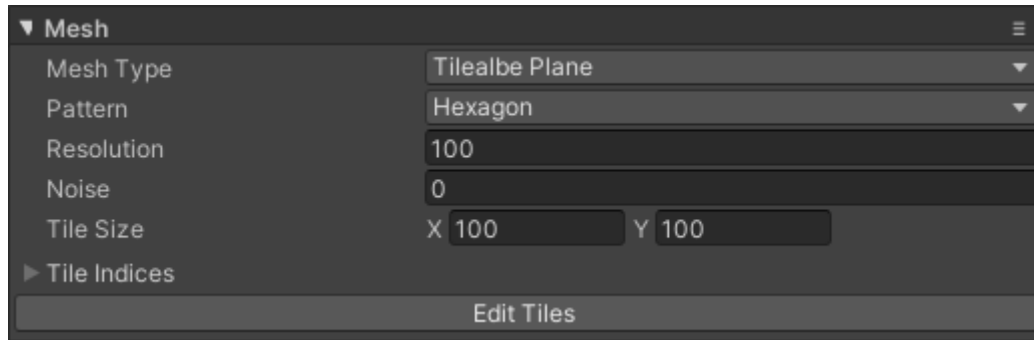 Mesh
Mesh Type Tilealbe Plane
Pattern Hexagon
Resolution 100
Noise 0
Tile Size X 100 Y 100
Tile Indices
Edit Tiles